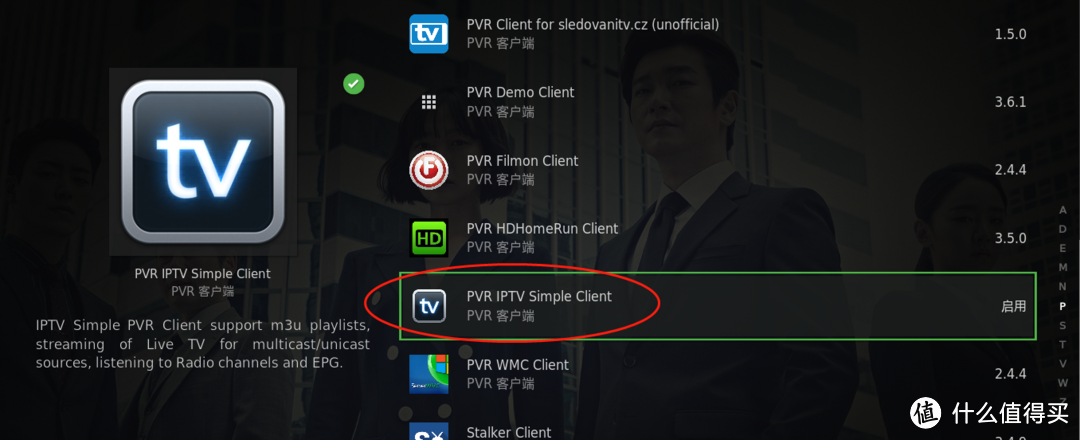 tv
PVR IPTV Simple Client
PVR 客户端
IPTV Simple PVR Client support m3u playlists,
streaming of Live TV for multicast/unicast
sources, listening to Radio channels and EPG.
tv
PVR Client for sledovanitv.cz (unofficial)
PVR 客户端
1.5.0
PVR Demo Client
PVR 客户端
3.6.1
F
PVR Filmon Client
PVR 客户端
2.4.4
HD
PVR HDHomeRun Client
PVR 客户端
3.5.0
tv
PVR IPTV Simple Client
PVR 客户端
启用
PVR WMC Client
PVR 客户端
2.4.4
Stalker Client
A
D
E
M
N
P
S
T
V
W
Z
值 什么值得买